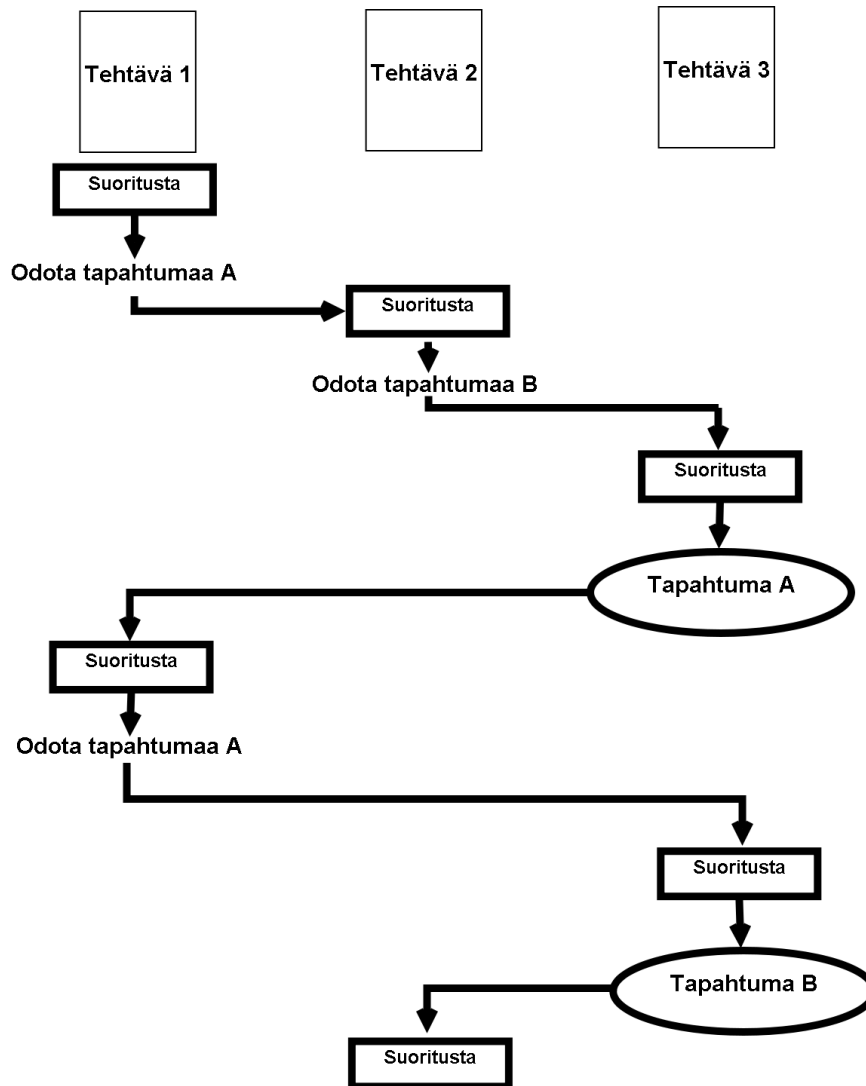 Tehtävä 1
Tehtävä 2
Tehtävä 3
Suoritusta
Odota tapahtumaa A
Suoritusta
Odota tapahtumaa B
Suoritusta
Tapahtuma A
Suoritusta
Odota tapahtumaa A
Suoritusta
Tapahtuma B
Suoritusta